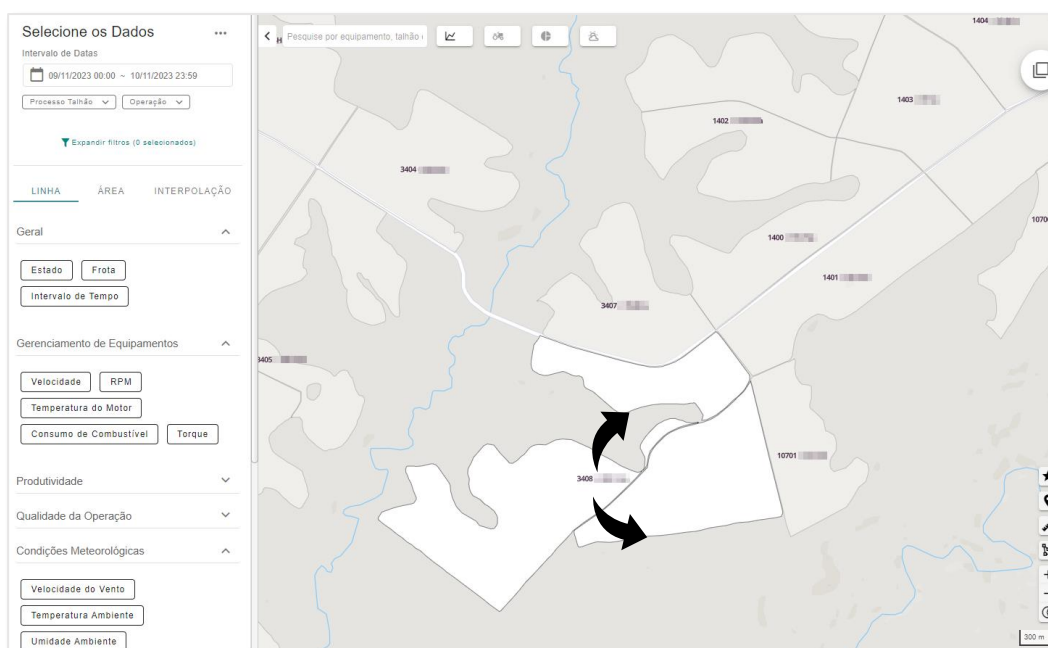 Selecione os Dados
Intervalo de Datas
09/11/2023 00:00 ~ 10/11/2023 23:59
Processo Talhão
Operação
Expandir filtros (0 selecionados)
LINHA
ÁREA
INTERPOLAÇÃO
Geral
Estado
Frota
Intervalo de Tempo
Gerenciamento de Equipamentos
Velocidade
RPM
Temperatura do Motor
Consumo de Combustível
Torque
Produtividade
Qualidade da Operação
Condições Meteorológicas
Velocidade do Vento
Temperatura Ambiente
Umidade Ambiente
H
Pesquise por equipamento, talhão
1404
1403
1402
3404
1400
1401
10700
3407
3405
10701
3408
300 m